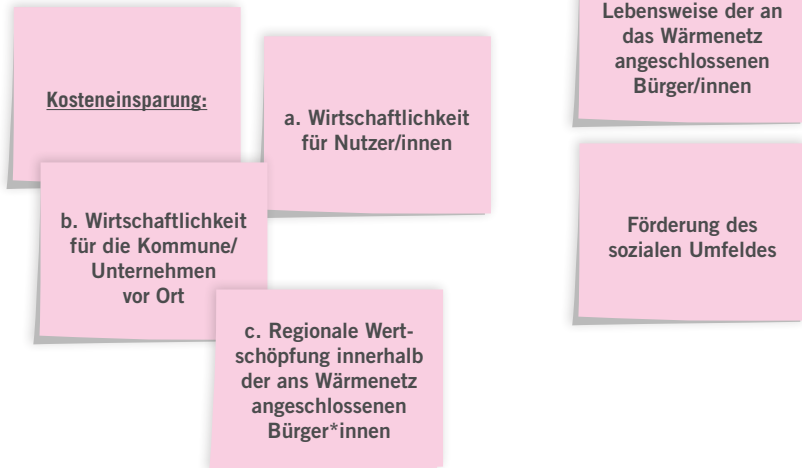 Kosteneinsparung:
a. Wirtschaftlichkeit
für Nutzer/innen
b. Wirtschaftlichkeit
für die Kommune/
Unternehmen
vor Ort
c. Regionale Wert-
schöpfung innerhalb
der ans Wärmenetz
angeschlossenen
Bürger*innen
Lebensweise der an
das Wärmenetz
angeschlossenen
Bürger/innen
Förderung des
sozialen Umfeldes